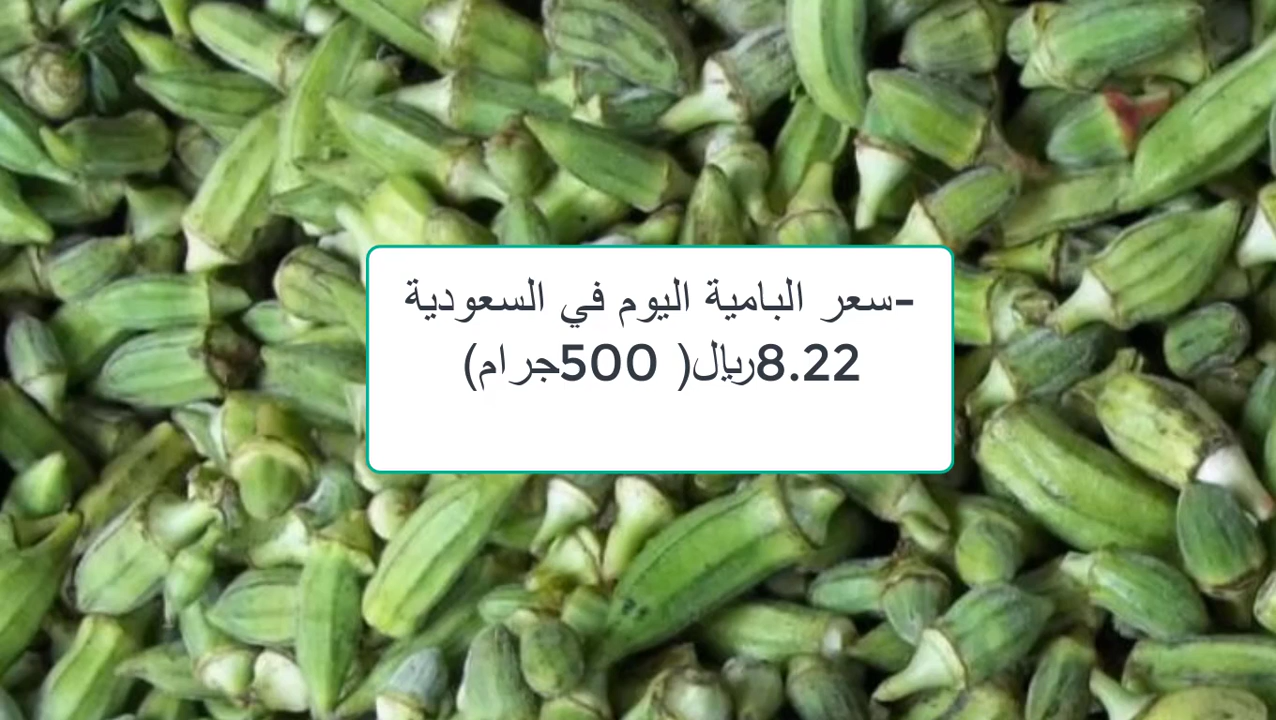 -سعر البامية اليوم في السعودية
8.22ريال( 500جرام)